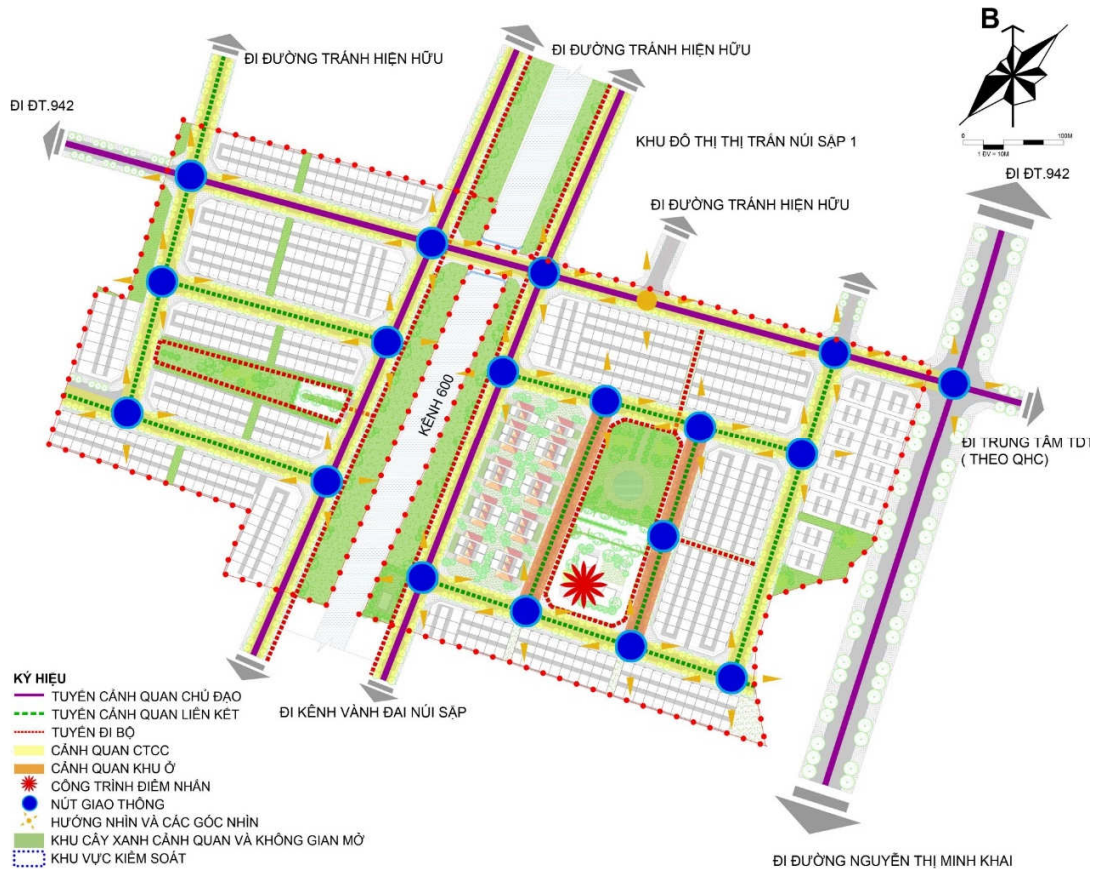 B
ĐI ĐƯỜNG TRÁNH HIỆN HỮU
ĐI ĐƯỜNG TRÁNH HIỆN HỮU
ĐI ĐT.942
0
100M
1 ĐV = 10M
KHU ĐÔ THỊ THỊ TRẤN NÚI SẬP 1
ĐI ĐT.942
ĐI ĐƯỜNG TRÁNH HIỆN HỮU
KÊNH 600
ĐI TRUNG TÂM TDT
( THEO QHC)
KÝ HIỆU
TUYẾN CẢNH QUAN CHỦ ĐẠO
TUYẾN CẢNH QUAN LIÊN KẾT
TUYẾN ĐI BỘ
CẢNH QUAN CTCC
CẢNH QUAN KHU Ở
CÔNG TRÌNH ĐIỂM NHẤN
NÚT GIAO THÔNG
HƯỚNG NHÌN VÀ CÁC GÓC NHÌN
KHU CÂY XANH CẢNH QUAN VÀ KHÔNG GIAN MỞ
KHU VỰC KIỂM SOÁT
ĐI KÊNH VÀNH ĐAI NÚI SẬP
ĐI ĐƯỜNG NGUYỄN THỊ MINH KHAI